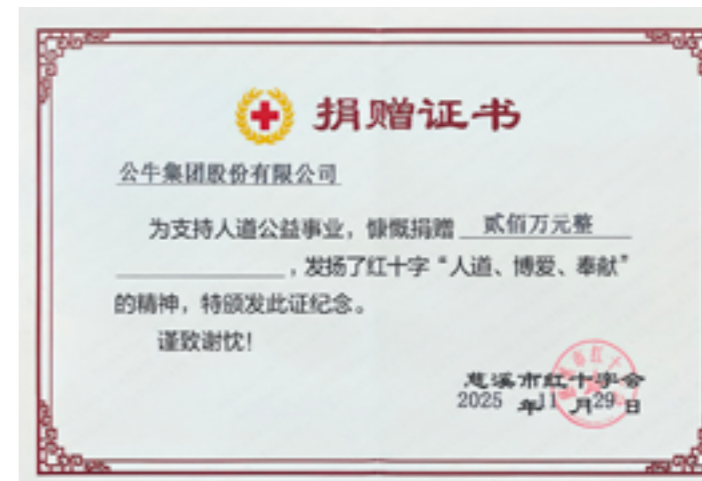 捐赠证书
公牛集团股份有限公司
为支持人道公益事业，慷慨捐赠 贰佰万元整
，发扬了红十字“人道、博爱、奉献”
的精神，特颁发此证纪念。
谨致谢忱！
慈溪市红十字会
2025 年11 月29 日